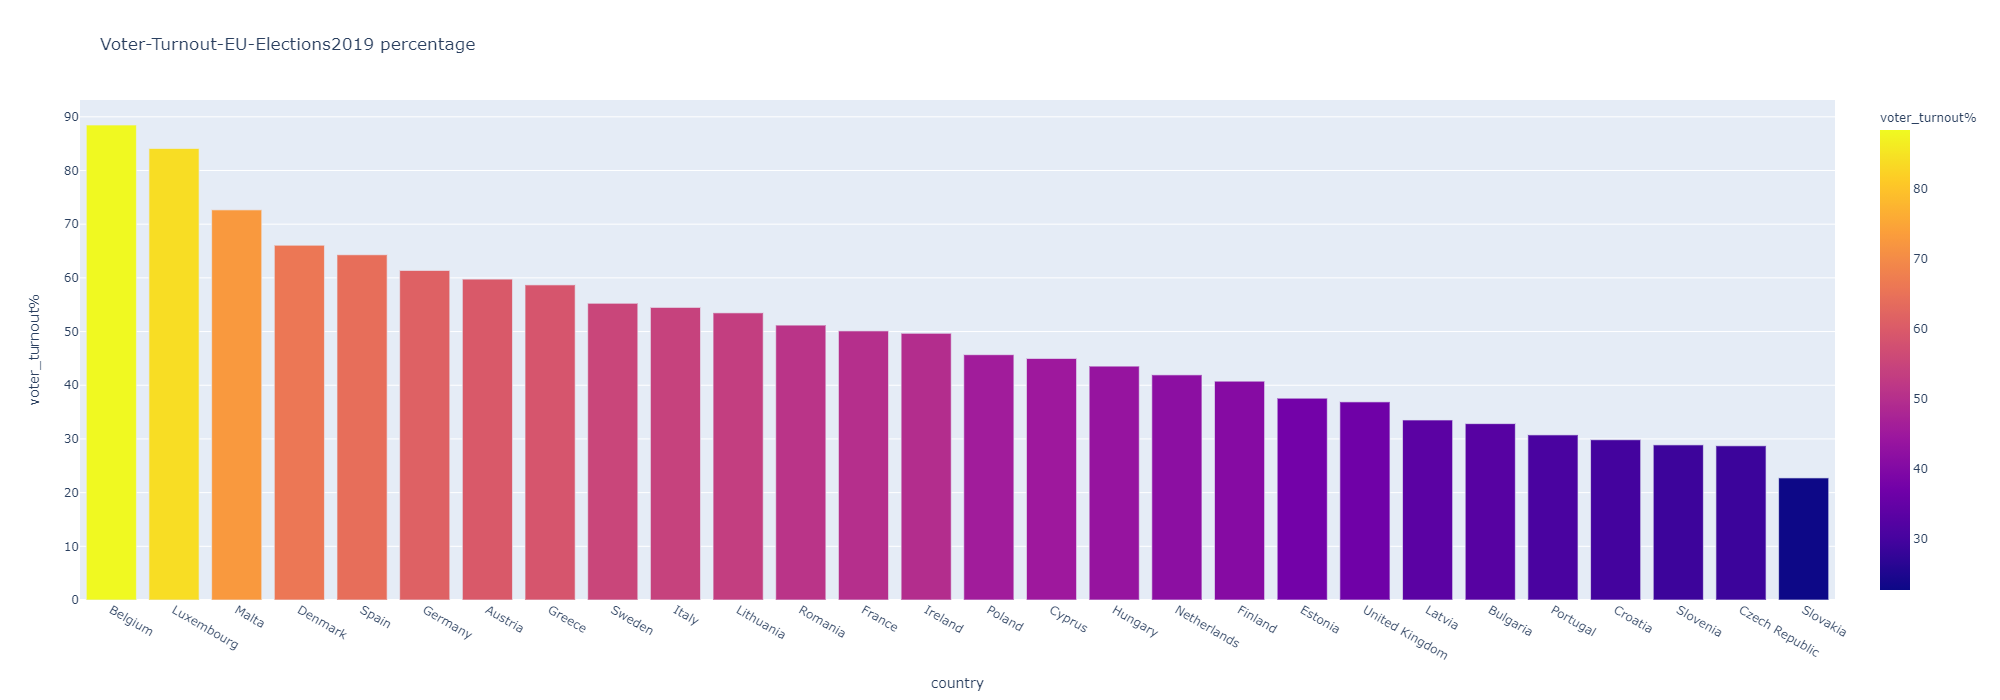 Voter-Turnout-EU-Elections2019 percentage
voter_turnout%
90
80
70
60
50
40
30
20
10
0
Belgium
Luxembourg
Malta
Denmark
Spain
Germany
Austria
Greece
Sweden
Italy
Lithuania
Romania
France
Ireland
Poland
Cyprus
Hungary
Netherlands
Finland
Estonia
United Kingdom
Latvia
Bulgaria
Portugal
Croatia
Slovenia
Czech Republic
Slovakia
country
voter_turnout%
80
70
60
50
40
30